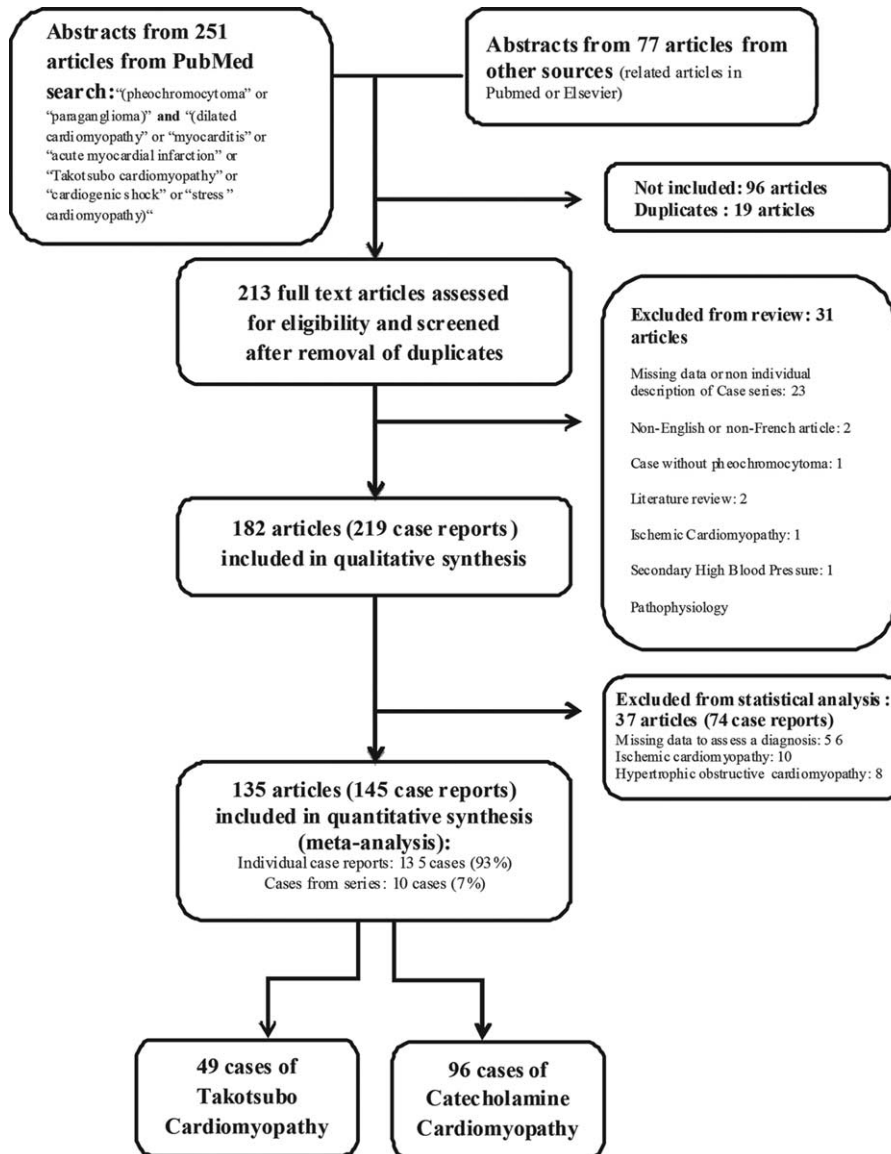 Abstracts from 251
articles from PubMed
search:“(pheochromocytoma” or
“paraganglioma)” and “(dilated
cardiomyopathy” or “myocarditis” or
“acute myocardial infarction” or
“Takotsubo cardiomyopathy” or
“cardiogenic shock” or “stress”
cardiomyopathy)“
Abstracts from 77 articles from
other sources (related articles in
Pubmed or Elsevier)
Not included: 96 articles
Duplicates : 19 articles
213 full text articles assessed
for eligibility and screened
after removal of duplicates
Excluded from review: 31
articles
Missing data or non individual
description of Case series: 23
Non-English or non-French article: 2
Case without pheochromocytoma: 1
Literature review: 2
Ischemic Cardiomyopathy: 1
Secondary High Blood Pressure: 1
Pathophysiology
182 articles (219 case reports )
included in qualitative synthesis
Excluded from statistical analysis :
37 articles (74 case reports)
Missing data to assess a diagnosis: 5 6
Ischemic cardiomyopathy: 10
Hypertrophic obstructive cardiomyopathy: 8
135 articles (145 case reports)
included in quantitative synthesis
(meta-analysis):
Individual case reports: 13 5 cases (93%)
Cases from series: 10 cases (7%)
49 cases of
Takotsubo
Cardiomyopathy
96 cases of
Catecholamine
Cardiomyopathy